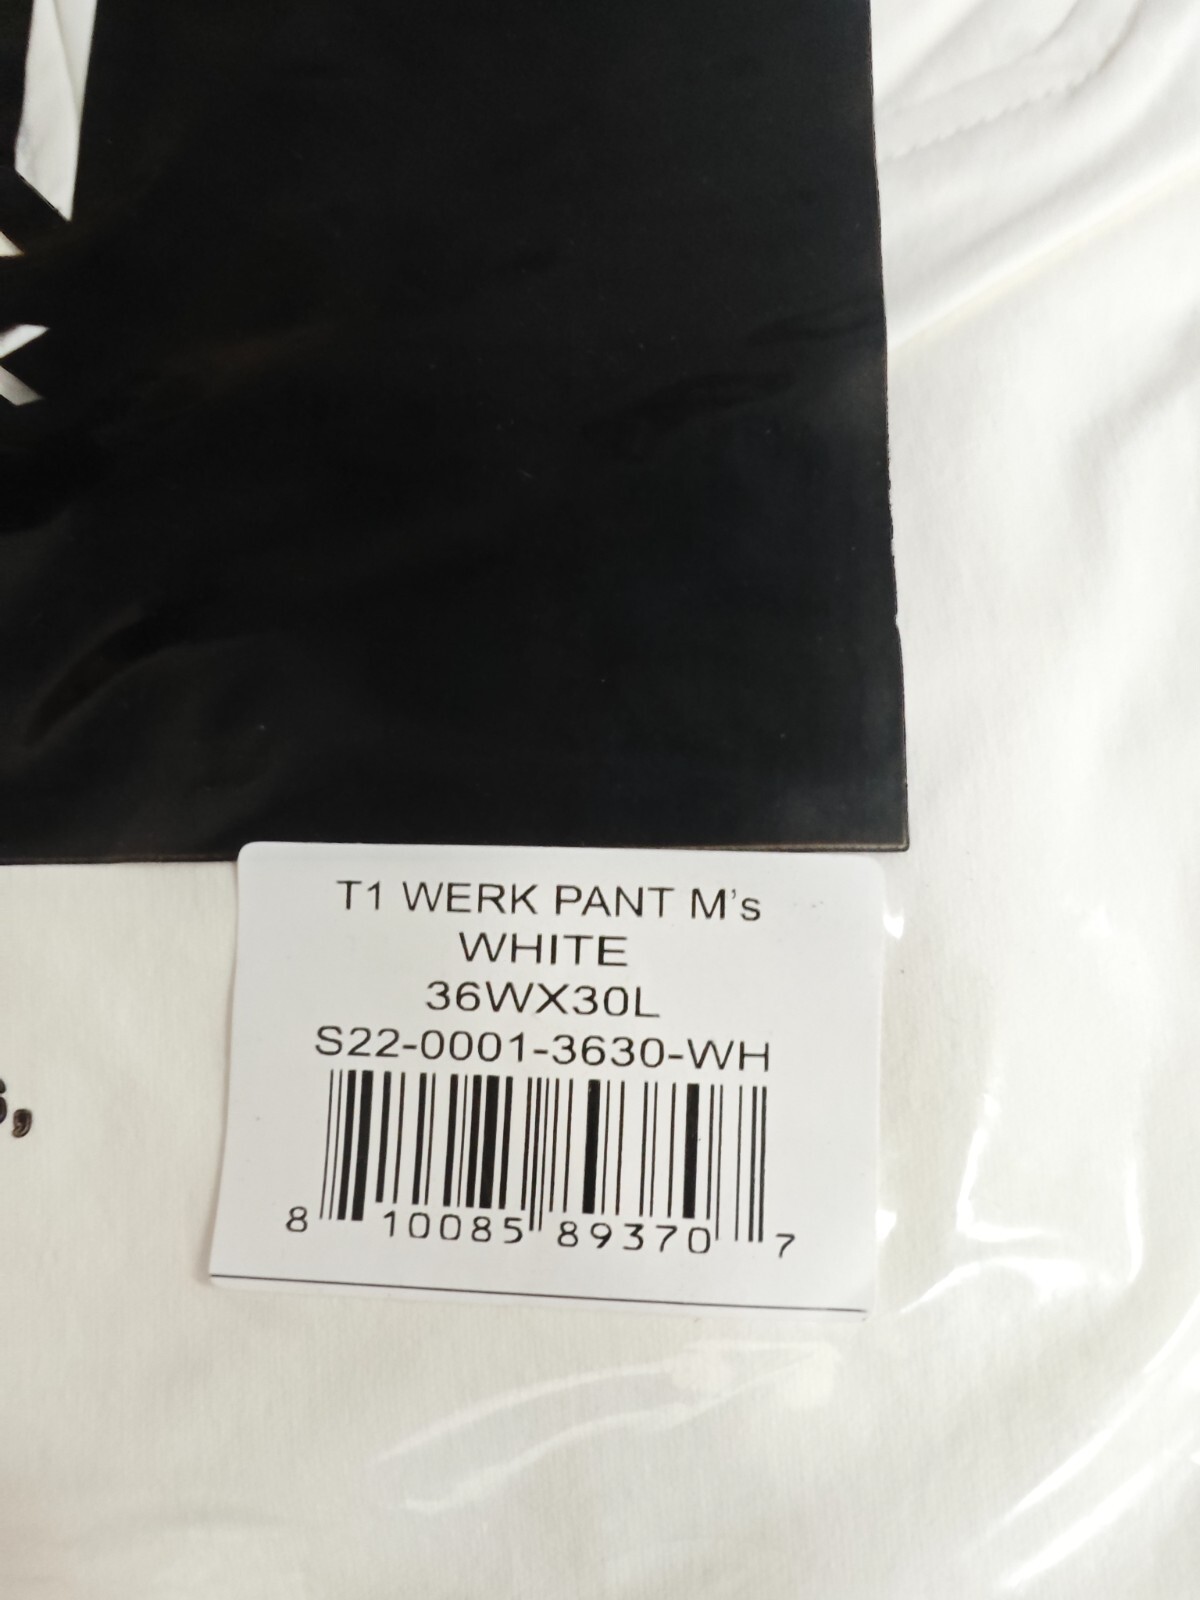 T1 WERK PANT M's
WHITE
36WX30L
S22-0001-3630-WH
8 10085 89370 7